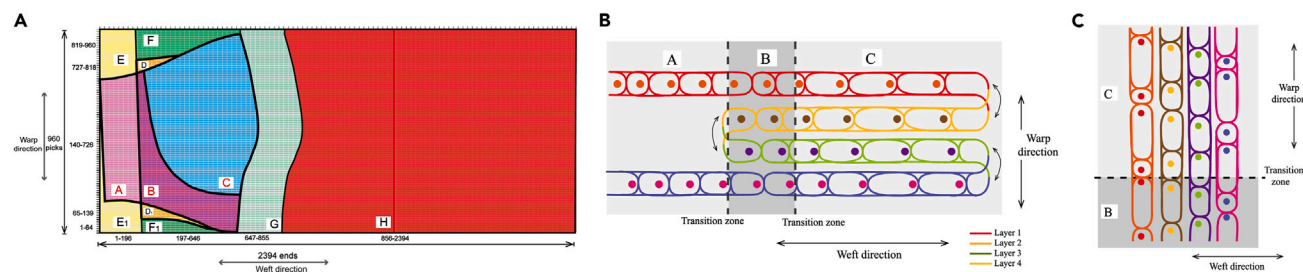 A
819-960
727-818
Warp
direction
960
picks
140-726
65-139
1-64
E
F
D
A
B
C
G
H
E1
D1
F1
1-196
197-646
647-855
856-2394
2394 ends
Weft direction
B
A
B
C
Warp
direction
Transition zone
Transition zone
Weft direction
Layer 1
Layer 2
Layer 3
Layer 4
C
C
B
Warp
direction
Transition
zone
Weft direction